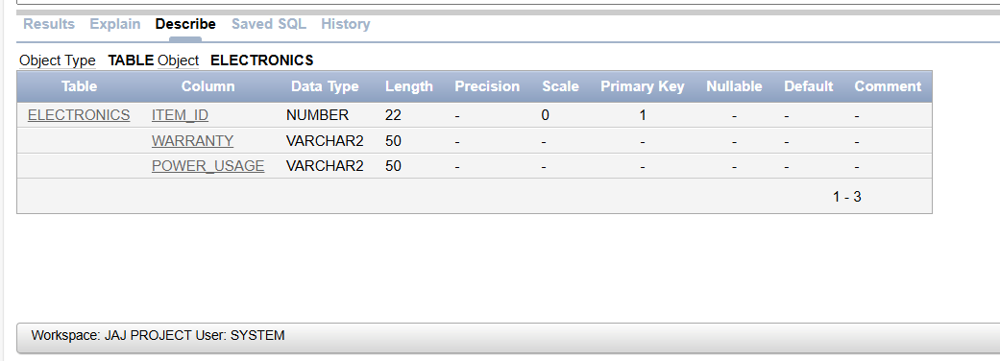 Results Explain Describe Saved SQL History
Object Type TABLE Object ELECTRONICS
Table Column Data Type Length Precision Scale Primary Key Nullable Default Comment
ELECTRONICS ITEM_ID NUMBER 22 - 0 1 - - -
WARRANTY VARCHAR2 50 - - - - - -
POWER_USAGE VARCHAR2 50 - - - - - -
1 - 3
Workspace: JAJ PROJECT User: SYSTEM